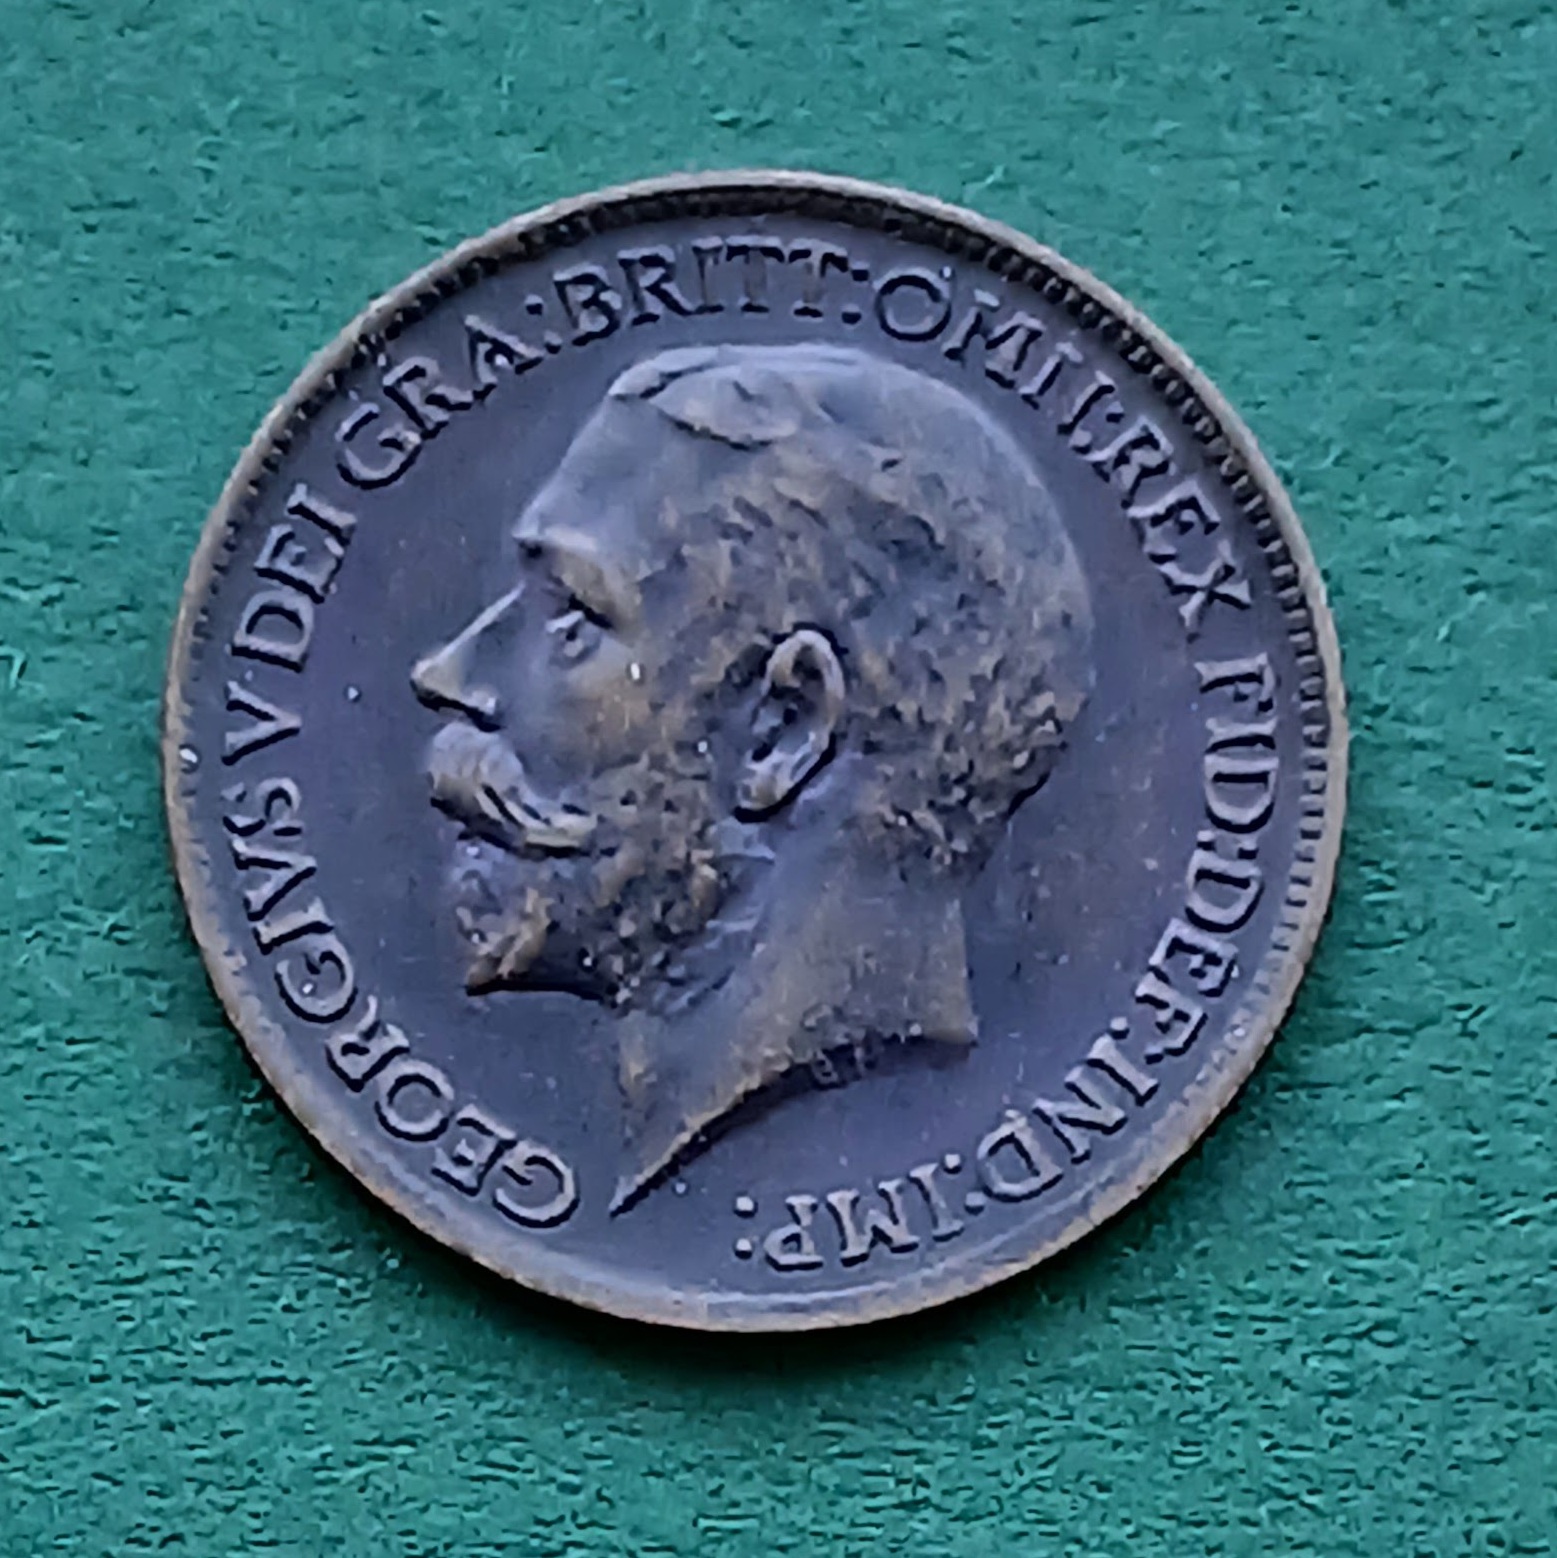 GEORGIVS V DEI GRA:BRITT:OMN:REX FID:DEF:IND:IMP: